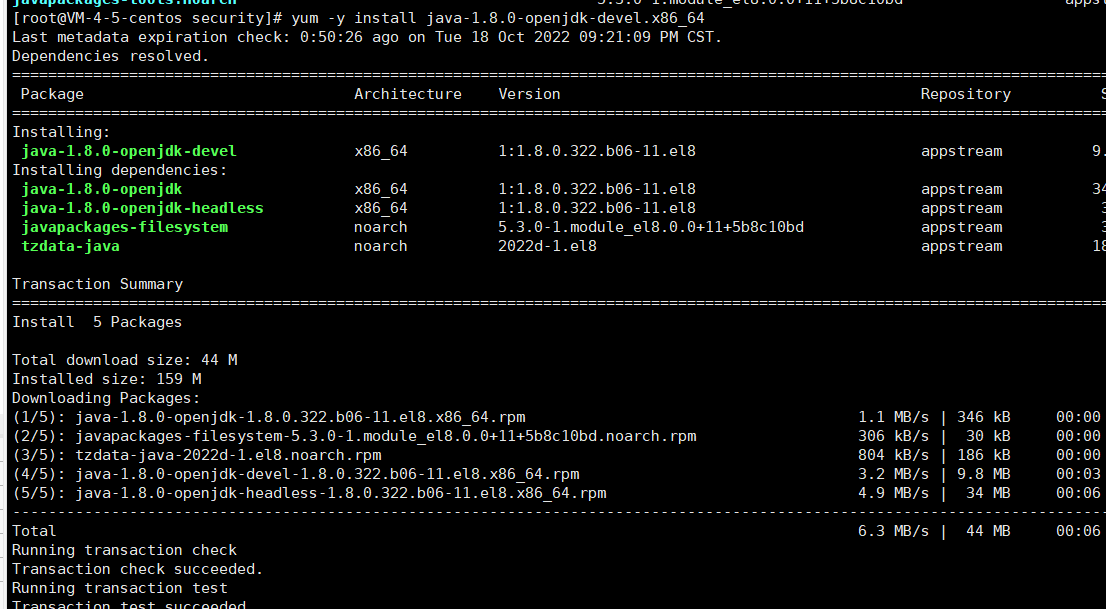 javapackages-tools.noarch 5.3.0-1.module_el8.0.0+11+5b8c10bd appst
[root@VM-4-5-centos security]# yum -y install java-1.8.0-openjdk-devel.x86_64
Last metadata expiration check: 0:50:26 ago on Tue 18 Oct 2022 09:21:09 PM CST.
Dependencies resolved.
================================================================================
Package Architecture Version Repository S
================================================================================
Installing:
java-1.8.0-openjdk-devel x86_64 1:1.8.0.322.b06-11.el8 appstream 9.
Installing dependencies:
java-1.8.0-openjdk x86_64 1:1.8.0.322.b06-11.el8 appstream 34
java-1.8.0-openjdk-headless x86_64 1:1.8.0.322.b06-11.el8 appstream 3
javapackages-filesystem noarch 5.3.0-1.module_el8.0.0+11+5b8c10bd appstream 3
tzdata-java noarch 2022d-1.el8 appstream 18
Transaction Summary
================================================================================
Install 5 Packages
Total download size: 44 M
Installed size: 159 M
Downloading Packages:
(1/5): java-1.8.0-openjdk-1.8.0.322.b06-11.el8.x86_64.rpm 1.1 MB/s | 346 kB 00:00
(2/5): javapackages-filesystem-5.3.0-1.module_el8.0.0+11+5b8c10bd.noarch.rpm 306 kB/s | 30 kB 00:00
(3/5): tzdata-java-2022d-1.el8.noarch.rpm 804 kB/s | 186 kB 00:00
(4/5): java-1.8.0-openjdk-devel-1.8.0.322.b06-11.el8.x86_64.rpm 3.2 MB/s | 9.8 MB 00:03
(5/5): java-1.8.0-openjdk-headless-1.8.0.322.b06-11.el8.x86_64.rpm 4.9 MB/s | 34 MB 00:06
--------------------------------------------------------------------------------
Total 6.3 MB/s | 44 MB 00:06
Running transaction check
Transaction check succeeded.
Running transaction test
Transaction test succeeded